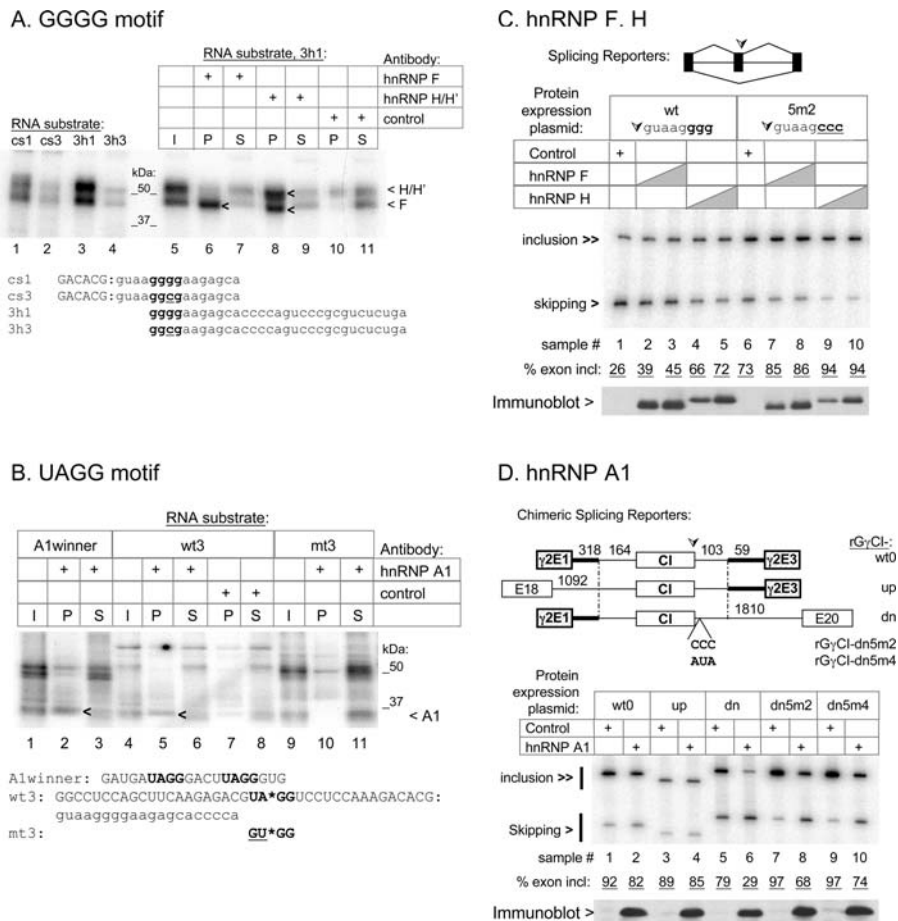 A. GGGG motif
RNA substrate, 3h1:
Antibody:
+ + hnRNP F
+ + hnRNP H/H'
+ + control
RNA substrate:
cs1 cs3 3h1 3h3
I P S P S P S
kDa:
_50_
37
< H/H'
< F
1 2 3 4 5 6 7 8 9 10 11
cs1 GACACG:guaaggggaagagca
cs3 GACACG:guaaggcgaagagca
3h1 ggggaagagcaccccagucccgcgucucuga
3h3 ggcgaagagcaccccagucccgcgucucuga
B. UAGG motif
RNA substrate:
A1winner wt3 mt3
Antibody:
+ + + + + + hnRNP A1
+ + control
I P S I P S P S I P S
kDa:
_50
_37
< A1
1 2 3 4 5 6 7 8 9 10 11
A1winner: GAUGAUAGGGACUUAGGGUG
wt3: GGCCUCCAGCUUCAAGAGACGUA*GGUCCUCCAAAGACACG:
guaaggggaagagcacccca
mt3: GU*GG
C. hnRNP F. H
Splicing Reporters:
Protein expression plasmid:
wt 5m2
guaagggg guaagccc
Control + +
hnRNP F
hnRNP H
inclusion >>
skipping >
sample # 1 2 3 4 5 6 7 8 9 10
% exon incl: 26 39 45 66 72 73 85 86 94 94
Immunoblot >
D. hnRNP A1
Chimeric Splicing Reporters:
rGγCI-
γ2E1 318 164 CI 103 59 γ2E3 wt0
E18 1092 CI γ2E3 up
γ2E1 CI 1810 E20 dn
CCC rGγCI-dn5m2
AUA rGγCI-dn5m4
Protein expression plasmid:
wt0 up dn dn5m2 dn5m4
Control + + + + +
hnRNP A1 + + + + +
inclusion >>
Skipping >
sample # 1 2 3 4 5 6 7 8 9 10
% exon incl: 92 82 89 85 79 29 97 68 97 74
Immunoblot >